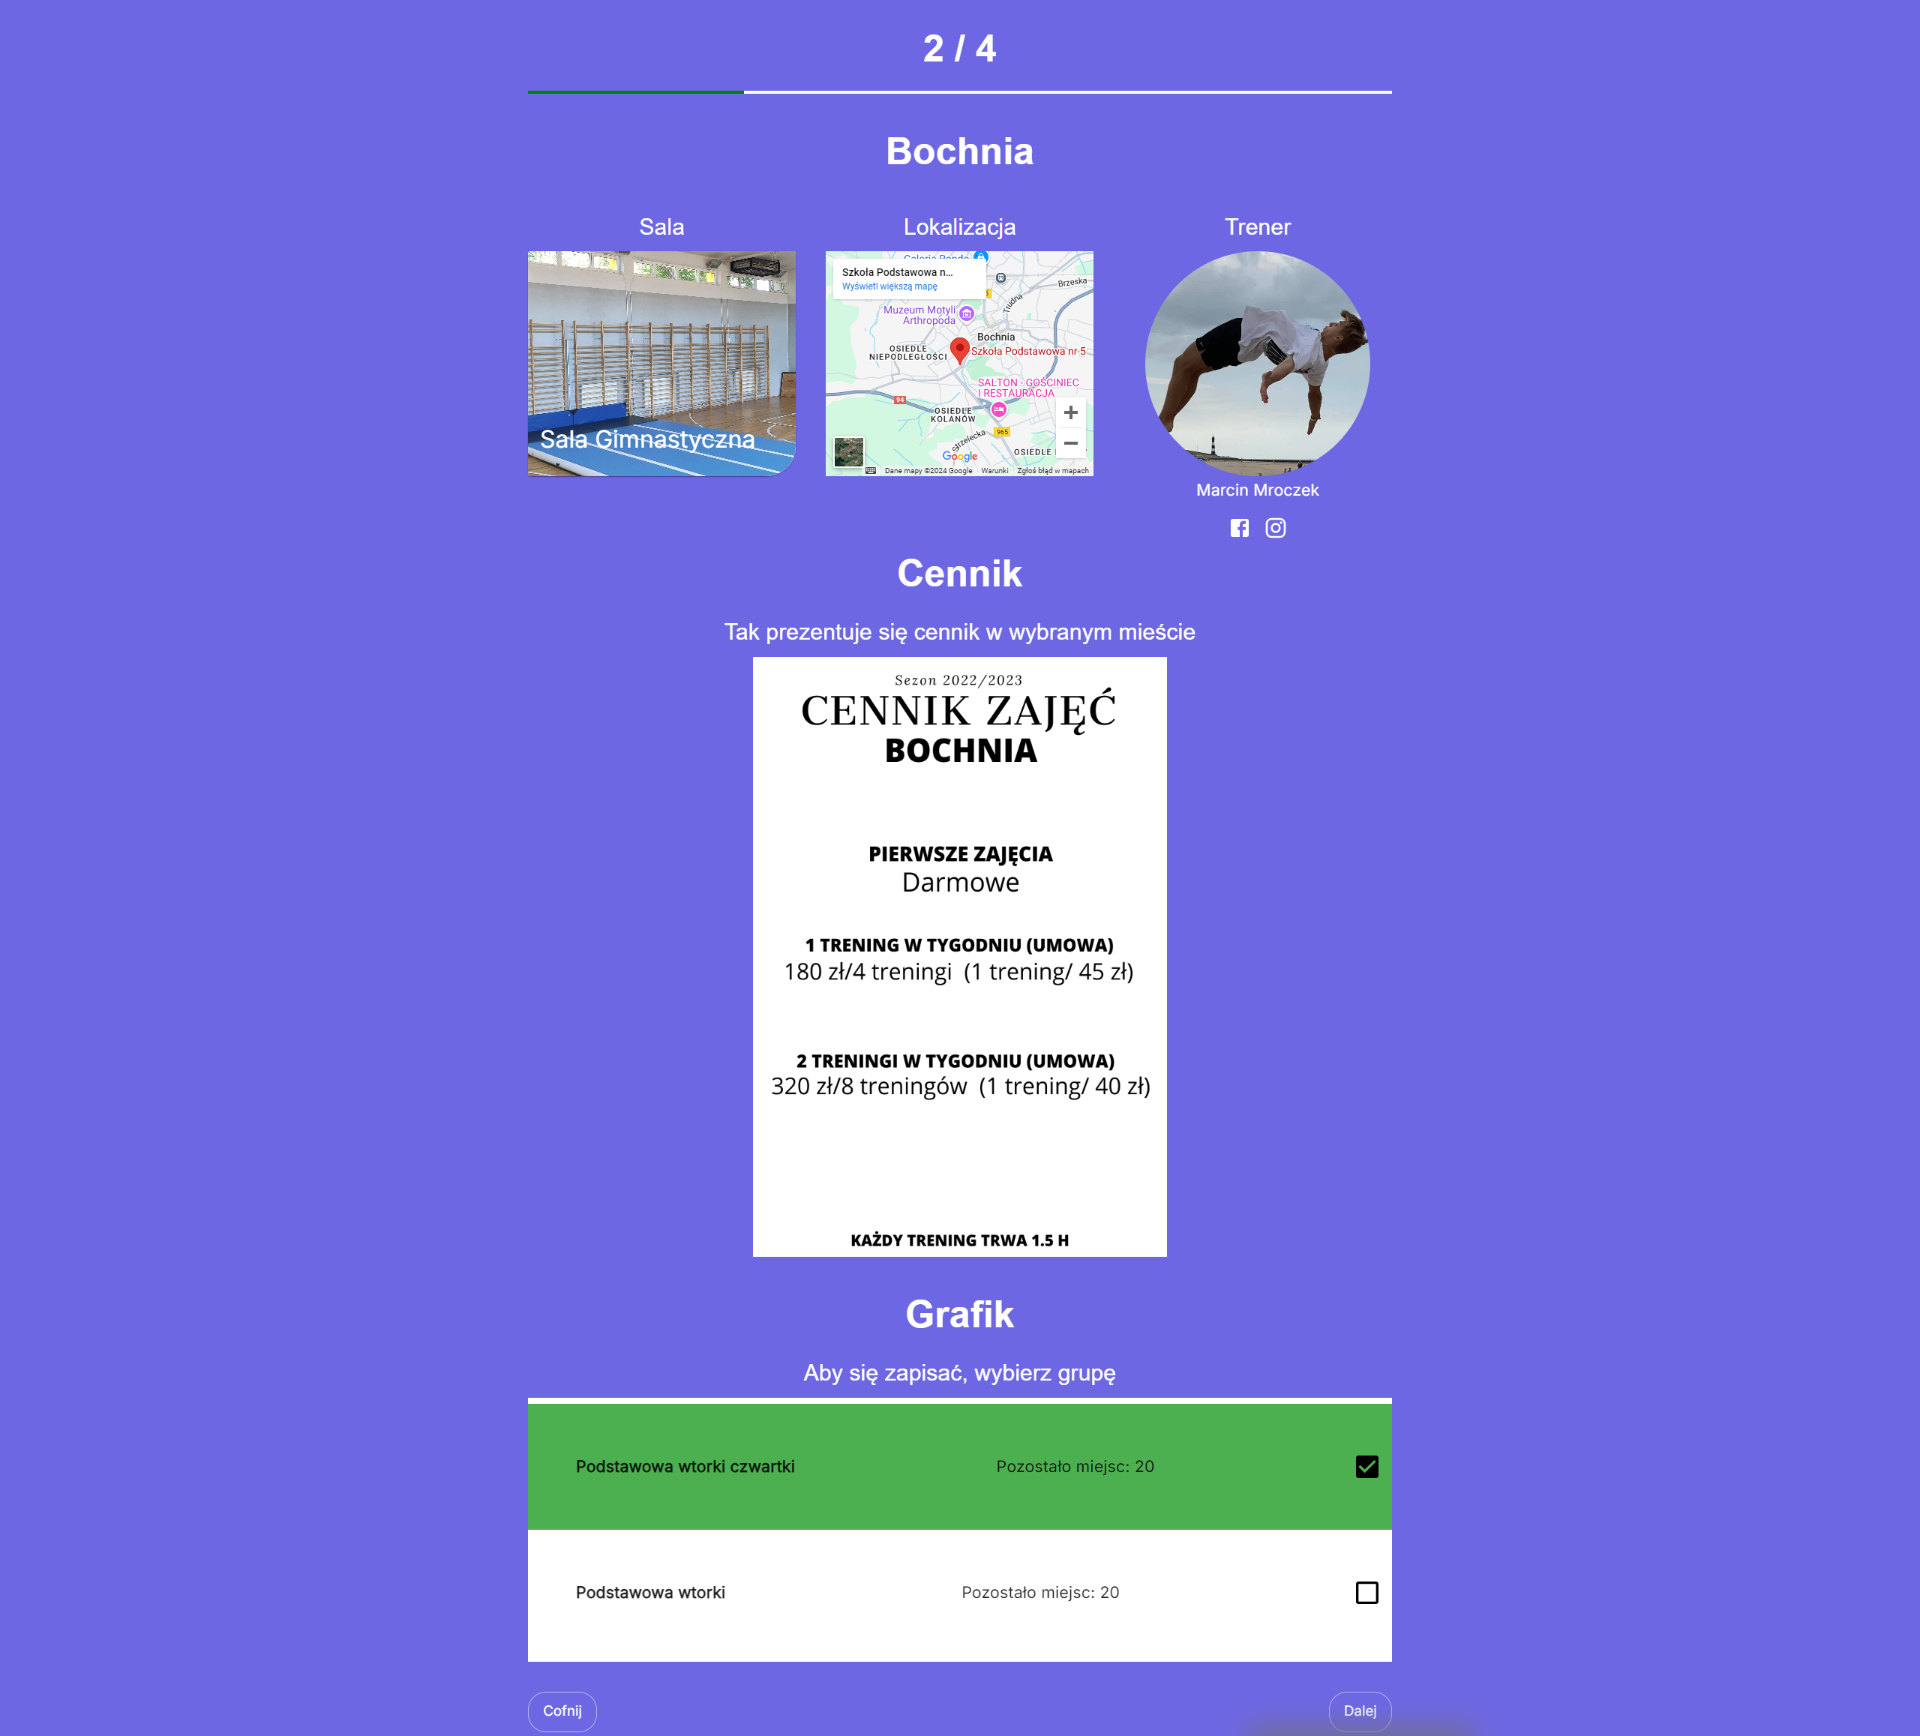 2 / 4
Bochnia
Sala
Lokalizacja
Trener
Sala Gimnastyczna
Szkoła Podstawowa n...
Wyświetl większą mapę
Brzeska
Trudna
Muzeum Motyli
Arthropoda
Bochnia
OSIEDLE
NIEPODLEGŁOŚCI
Szkoła Podstawowa nr 5
SALTON - GOŚCINIEC
I RESTAURACJA
94
OSIEDLE
KOLANÓW
965
Strzelecka
OSIEDLE
Google
Dane mapy ©2024 Google
Warunki
Zgłoś błąd w mapach
Marcin Mroczek
Cennik
Tak prezentuje się cennik w wybranym mieście
Sezon 2022/2023
CENNIK ZAJĘĆ
BOCHNIA
PIERWSZE ZAJĘCIA
Darmowe
1 TRENING W TYGODNIU (UMOWA)
180 zł/4 treningi (1 trening/ 45 zł)
2 TRENINGI W TYGODNIU (UMOWA)
320 zł/8 treningów (1 trening/ 40 zł)
KAŻDY TRENING TRWA 1.5 H
Grafik
Aby się zapisać, wybierz grupę
Podstawowa wtorki czwartki
Pozostało miejsc: 20
Podstawowa wtorki
Pozostało miejsc: 20
Cofnij
Dalej